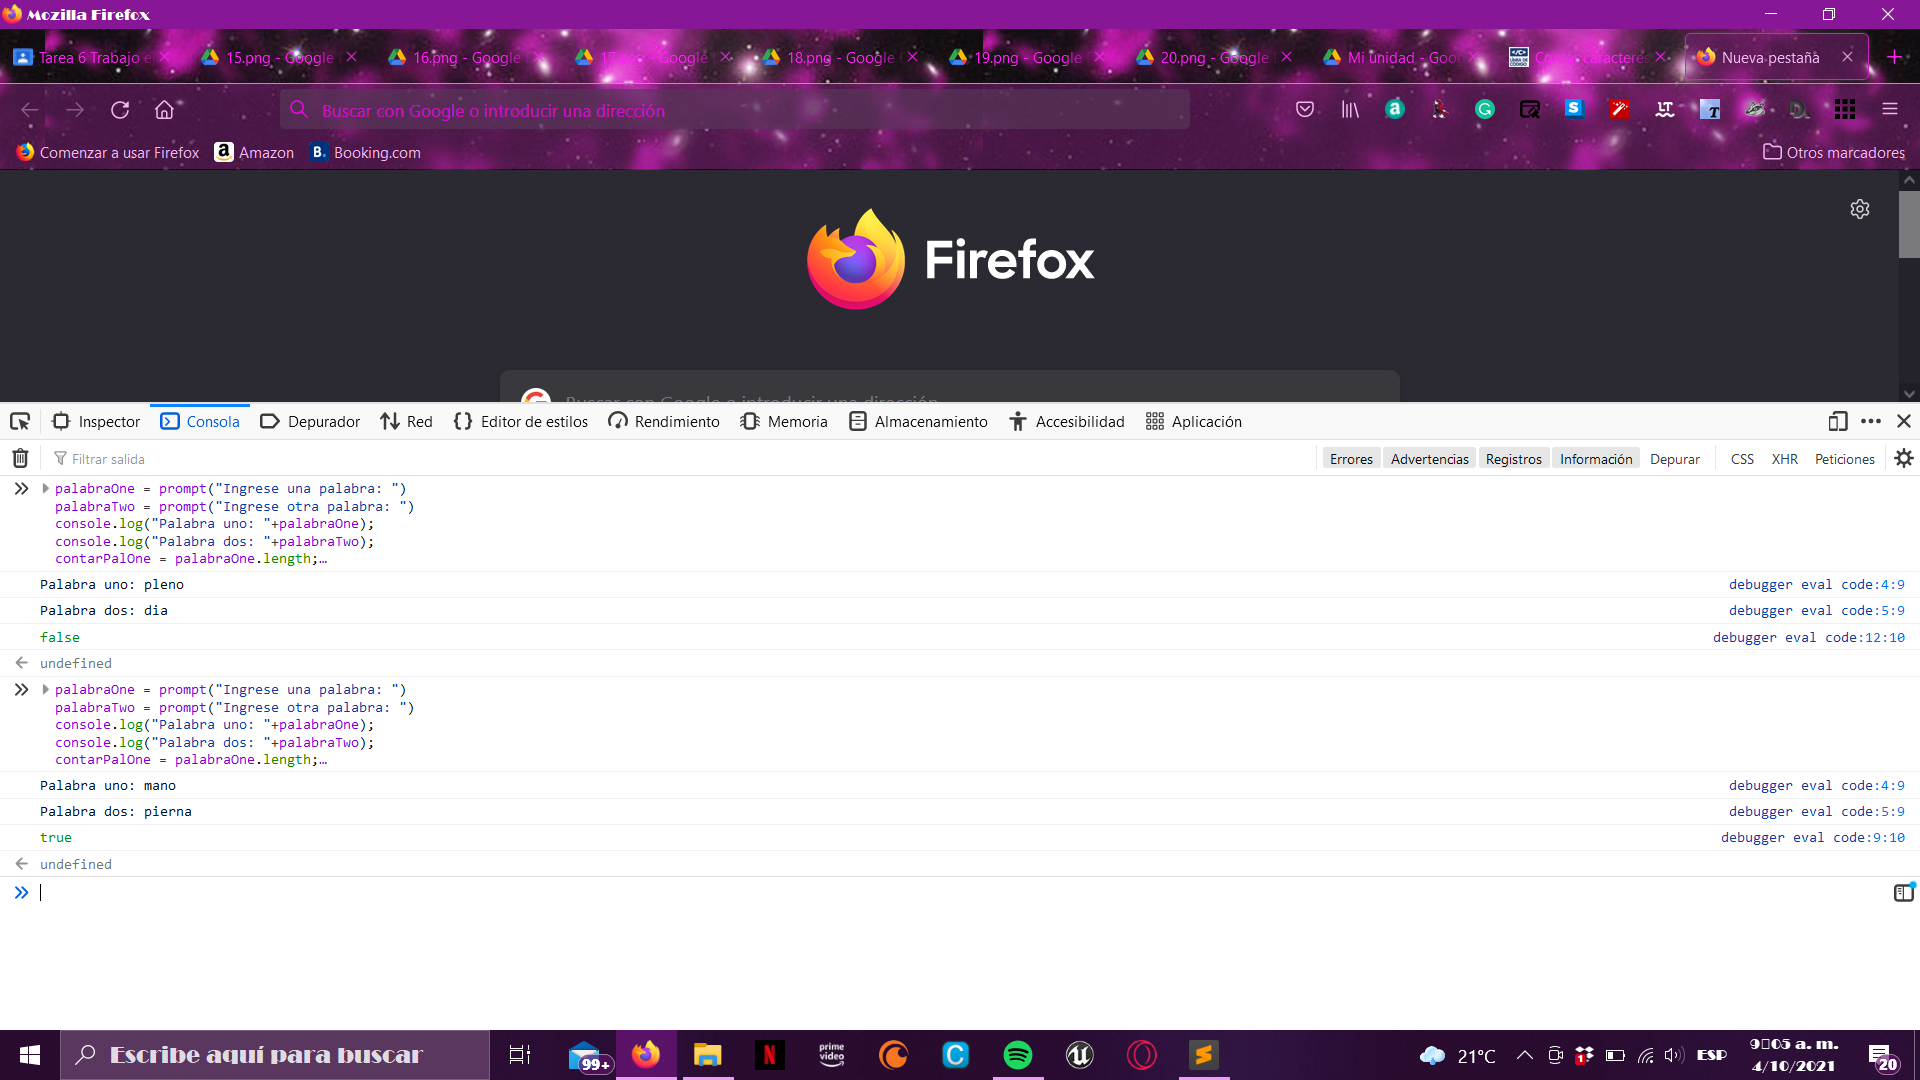 Mozilla Firefox
Tarea 6 Trabajo e
15.png - Google
16.png - Google
17.png - Google
18.png - Google
19.png - Google
20.png - Google
Mi unidad - Goo
Contar caracteres
Nueva pestaña
Buscar con Google o introducir una dirección
Comenzar a usar Firefox
Amazon
Booking.com
Otros marcadores
Firefox
Buscar con Google o introducir una dirección
Inspector
Consola
Depurador
Red
Editor de estilos
Rendimiento
Memoria
Almacenamiento
Accesibilidad
Aplicación
Filtrar salida
Errores
Advertencias
Registros
Información
Depurar
CSS
XHR
Peticiones
palabraOne = prompt("Ingrese una palabra: ")
palabraTwo = prompt("Ingrese otra palabra: ")
console.log("Palabra uno: "+palabraOne);
console.log("Palabra dos: "+palabraTwo);
contarPalOne = palabraOne.length;…
Palabra uno: pleno debugger eval code:4:9
Palabra dos: dia debugger eval code:5:9
false debugger eval code:12:10
undefined
palabraOne = prompt("Ingrese una palabra: ")
palabraTwo = prompt("Ingrese otra palabra: ")
console.log("Palabra uno: "+palabraOne);
console.log("Palabra dos: "+palabraTwo);
contarPalOne = palabraOne.length;…
Palabra uno: mano debugger eval code:4:9
Palabra dos: pierna debugger eval code:5:9
true debugger eval code:9:10
undefined
Escribe aquí para buscar
99+
prime video
21°C
ESP
9:05 a. m.
4/10/2021
20